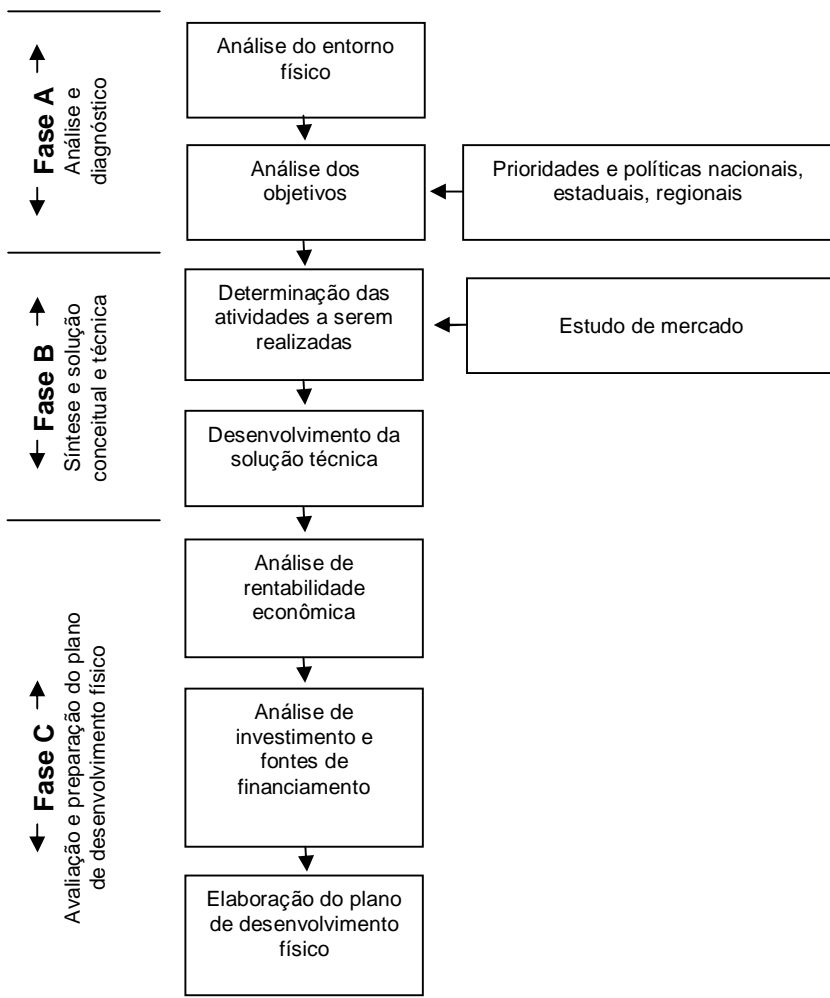 Fase A
Análise e
diagnóstico
Análise do entorno
físico
Análise dos
objetivos
Prioridades e políticas nacionais,
estaduais, regionais
Fase B
Síntese e solução
conceitual e técnica
Determinação das
atividades a serem
realizadas
Estudo de mercado
Desenvolvimento da
solução técnica
Fase C
Avaliação e preparação do plano
de desenvolvimento físico
Análise de
rentabilidade
econômica
Análise de
investimento e
fontes de
financiamento
Elaboração do plano
de desenvolvimento
físico